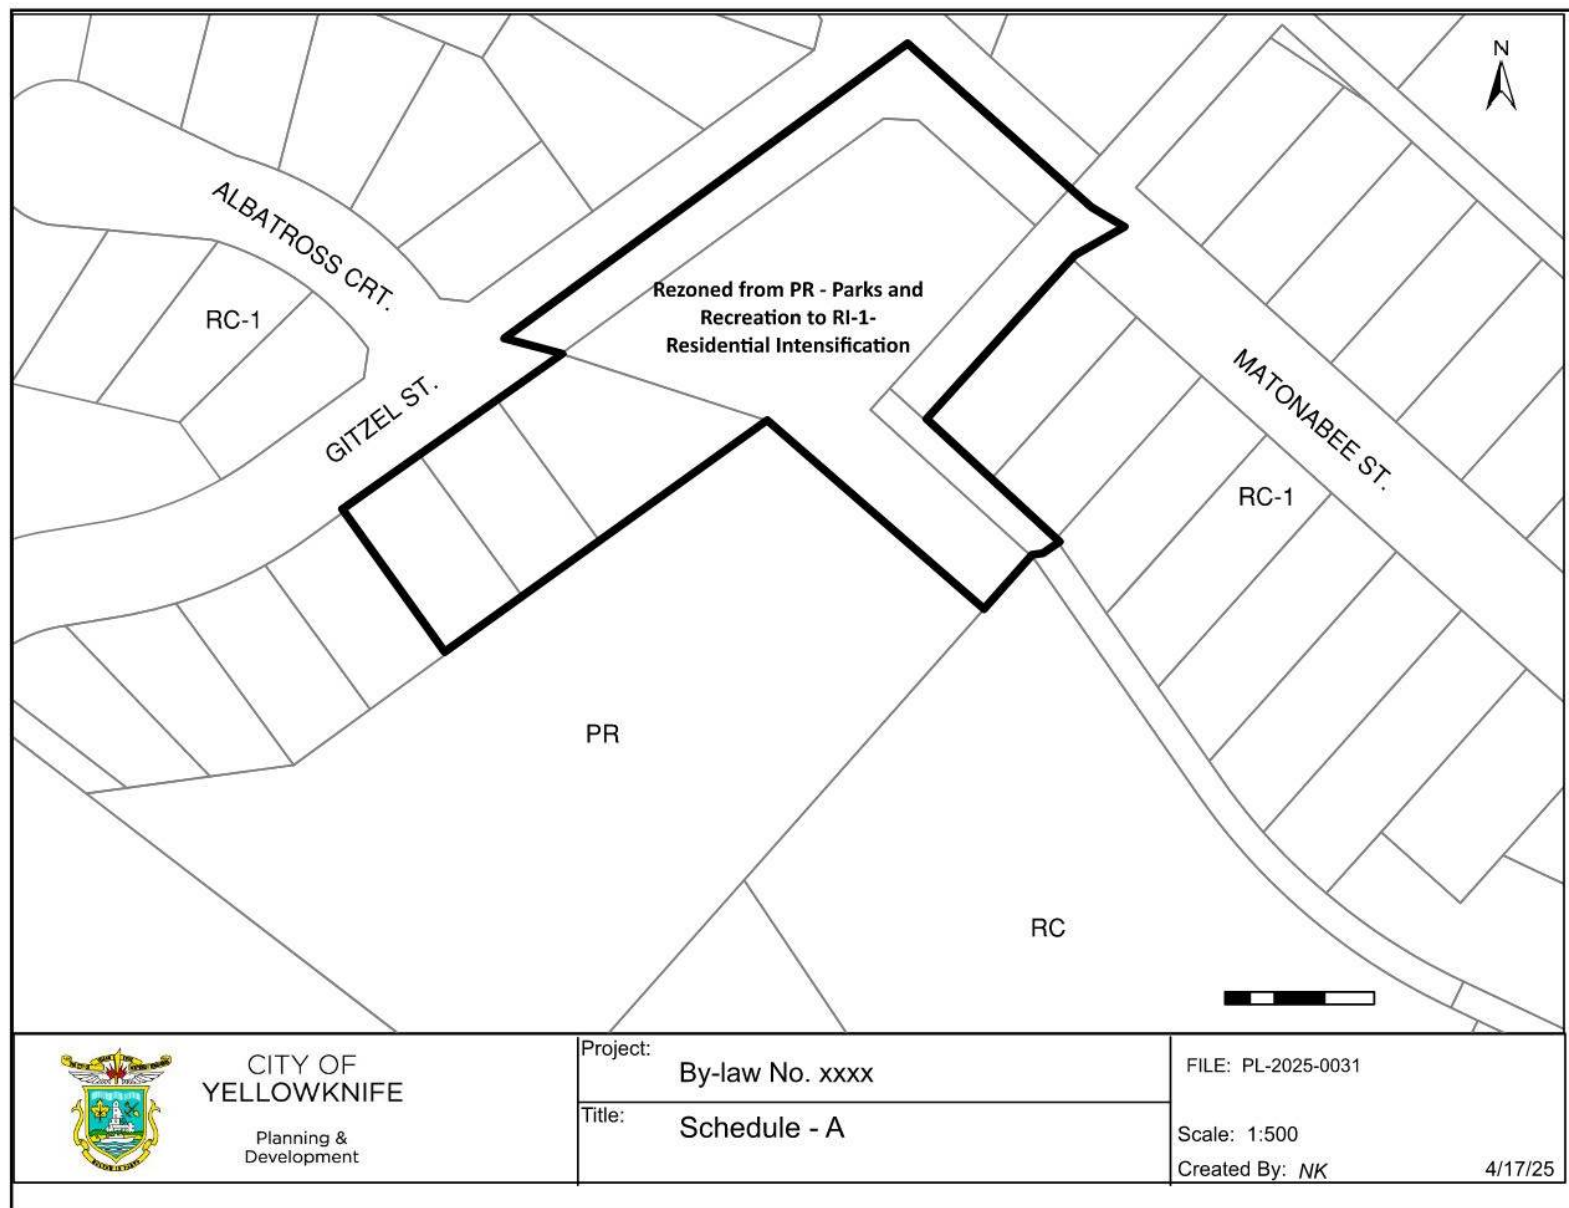 N
ALBATROSS CRT.
RC-1
Rezoned from PR - Parks and
Recreation to RI-1-
Residential Intensification
GITZEL ST.
MATONABEE ST.
RC-1
PR
RC
CITY OF
YELLOWKNIFE
Planning &
Development
Project:
By-law No. xxxx
Title:
Schedule - A
FILE: PL-2025-0031
Scale: 1:500
Created By: NK
4/17/25